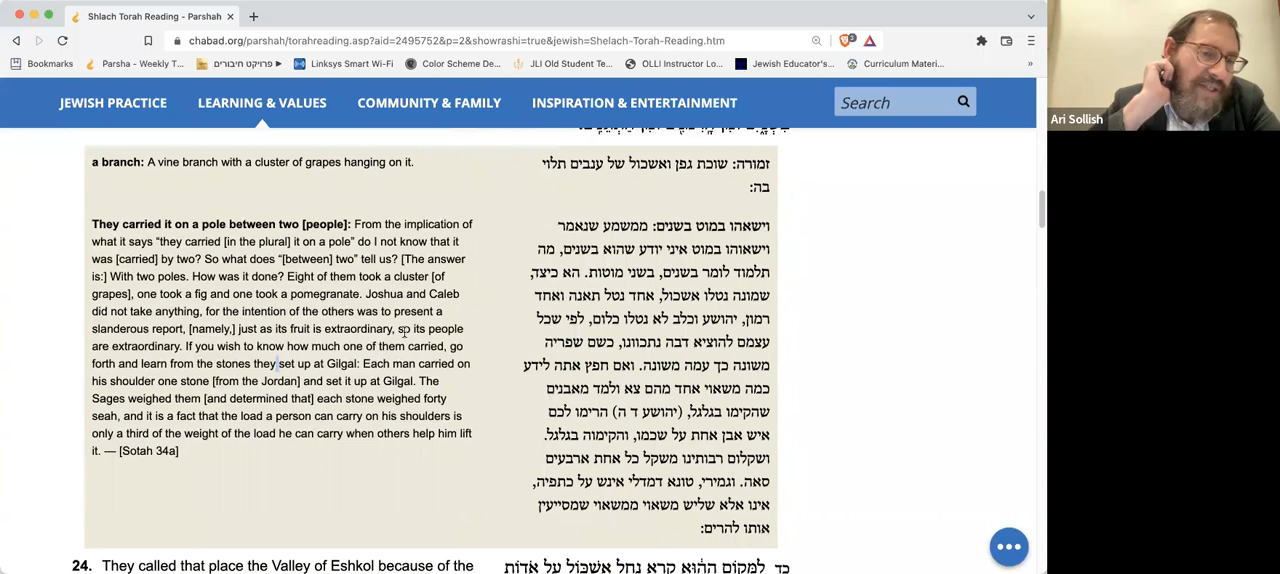 Shlach Torah Reading - Parshah
chabad.org/parshah/torahreading.asp?aid=2495752&p=2&showrashi=true&jewish=Shelach-Torah-Reading.htm
Bookmarks
Parsha - Weekly T...
פרוייקט חיבורים
Linksys Smart Wi-Fi
Color Scheme De...
JLI Old Student Te...
OLLI Instructor Lo...
Jewish Educator's...
Curriculum Materi...
JEWISH PRACTICE
LEARNING & VALUES
COMMUNITY & FAMILY
INSPIRATION & ENTERTAINMENT
Search
Ari Sollish
a branch: A vine branch with a cluster of grapes hanging on it.
זמורה: שוכת גפן ואשכול של ענבים תלוי
בה:
They carried it on a pole between two [people]: From the implication of
what it says “they carried [in the plural] it on a pole” do I not know that it
was [carried] by two? So what does “[between] two” tell us? [The answer
is:] With two poles. How was it done? Eight of them took a cluster [of
grapes], one took a fig and one took a pomegranate. Joshua and Caleb
did not take anything, for the intention of the others was to present a
slanderous report, [namely,] just as its fruit is extraordinary, so its people
are extraordinary. If you wish to know how much one of them carried, go
forth and learn from the stones they set up at Gilgal: Each man carried on
his shoulder one stone [from the Jordan] and set it up at Gilgal. The
Sages weighed them [and determined that] each stone weighed forty
seah, and it is a fact that the load a person can carry on his shoulders is
only a third of the weight of the load he can carry when others help him lift
it. — [Sotah 34a]
וישאהו במוט בשנים: ממשמע שנאמר
וישאוהו במוט איני יודע שהוא בשנים, מה
תלמוד לומר בשנים, בשני מוטות. הא כיצד,
שמונה נטלו אשכול, אחד נטל תאנה ואחד
רמון, יהושע וכלב לא נטלו כלום, לפי שכל
עצמם להוציא דבה נתכוונו, כשם שפריה
משונה כך עמה משונה. ואם חפץ אתה לידע
כמה משאוי אחד מהם צא ולמד מאבנים
שהקימו בגלגל, (יהושע ד ה) הרימו לכם
איש אבן אחת על שכמו, והקימוה בגלגל.
ושקלום רבותינו משקל כל אחת ארבעים
סאה. וגמירי, טונא דמדלי אינש על כתפיה,
אינו אלא שליש משאוי ממשאוי שמסייעין
אותו להרים:
24. They called that place the Valley of Eshkol because of the
כד לַמָּק֣וֹם הַה֔וּא קָרָ֖א נַ֣חַל אֶשְׁכּ֑וֹל עַ֚ל אֹד֣וֹת